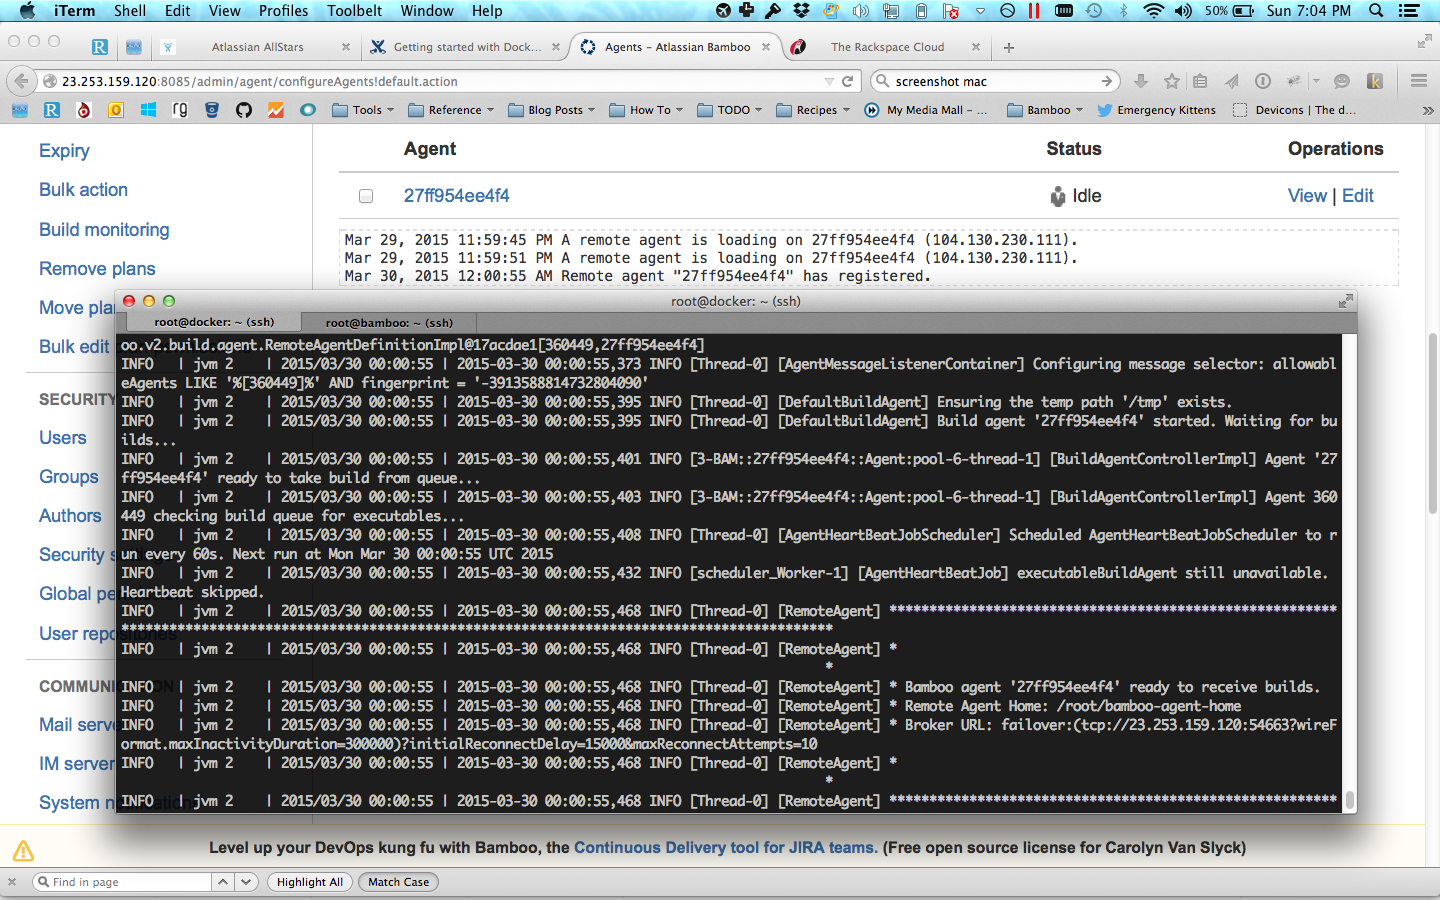 iTerm Shell Edit View Profiles Toolbelt Window Help 50% Sun 7:04 PM
Atlassian AllStars Getting started with Dock... Agents – Atlassian Bamboo The Rackspace Cloud
23.253.159.120:8085/admin/agent/configureAgents!default.action screenshot mac
Tools Reference Blog Posts How To TODO Recipes My Media Mall – ... Bamboo Emergency Kittens Devicons | The d...
Agent Status Operations
27ff954ee4f4 Idle View | Edit
Mar 29, 2015 11:59:45 PM A remote agent is loading on 27ff954ee4f4 (104.130.230.111).
Mar 29, 2015 11:59:51 PM A remote agent is loading on 27ff954ee4f4 (104.130.230.111).
Mar 30, 2015 12:00:55 AM Remote agent "27ff954ee4f4" has registered.
Expiry
Bulk action
Build monitoring
Remove plans
Move pla
Bulk edit
SECURITY
Users
Groups
Authors
Security s
Global pe
User repositories
COMMUNICATION
Mail serve
IM server
System n
root@docker: ~ (ssh)
root@docker: ~ (ssh) root@bamboo: ~ (ssh)
oo.v2.build.agent.RemoteAgentDefinitionImpl@17acdae1[360449,27ff954ee4f4]
INFO | jvm 2 | 2015/03/30 00:00:55 | 2015-03-30 00:00:55,373 INFO [Thread-0] [AgentMessageListenerContainer] Configuring message selector: allowabl
eAgents LIKE '%[360449]%' AND fingerprint = '-3913588814732804090'
INFO | jvm 2 | 2015/03/30 00:00:55 | 2015-03-30 00:00:55,395 INFO [Thread-0] [DefaultBuildAgent] Ensuring the temp path '/tmp' exists.
INFO | jvm 2 | 2015/03/30 00:00:55 | 2015-03-30 00:00:55,395 INFO [Thread-0] [DefaultBuildAgent] Build agent '27ff954ee4f4' started. Waiting for bu
ilds...
INFO | jvm 2 | 2015/03/30 00:00:55 | 2015-03-30 00:00:55,401 INFO [3-BAM::27ff954ee4f4::Agent:pool-6-thread-1] [BuildAgentControllerImpl] Agent '27
ff954ee4f4' ready to take build from queue...
INFO | jvm 2 | 2015/03/30 00:00:55 | 2015-03-30 00:00:55,403 INFO [3-BAM::27ff954ee4f4::Agent:pool-6-thread-1] [BuildAgentControllerImpl] Agent 360
449 checking build queue for executables...
INFO | jvm 2 | 2015/03/30 00:00:55 | 2015-03-30 00:00:55,408 INFO [Thread-0] [AgentHeartBeatJobScheduler] Scheduled AgentHeartBeatJobScheduler to r
un every 60s. Next run at Mon Mar 30 00:00:55 UTC 2015
INFO | jvm 2 | 2015/03/30 00:00:55 | 2015-03-30 00:00:55,432 INFO [scheduler_Worker-1] [AgentHeartBeatJob] executableBuildAgent still unavailable.
Heartbeat skipped.
INFO | jvm 2 | 2015/03/30 00:00:55 | 2015-03-30 00:00:55,468 INFO [Thread-0] [RemoteAgent] ********************************************************
*****************************************************************************************
INFO | jvm 2 | 2015/03/30 00:00:55 | 2015-03-30 00:00:55,468 INFO [Thread-0] [RemoteAgent] *
*
INFO | jvm 2 | 2015/03/30 00:00:55 | 2015-03-30 00:00:55,468 INFO [Thread-0] [RemoteAgent] * Bamboo agent '27ff954ee4f4' ready to receive builds.
INFO | jvm 2 | 2015/03/30 00:00:55 | 2015-03-30 00:00:55,468 INFO [Thread-0] [RemoteAgent] * Remote Agent Home: /root/bamboo-agent-home
INFO | jvm 2 | 2015/03/30 00:00:55 | 2015-03-30 00:00:55,468 INFO [Thread-0] [RemoteAgent] * Broker URL: failover:(tcp://23.253.159.120:54663?wireF
ormat.maxInactivityDuration=300000)?initialReconnectDelay=15000&maxReconnectAttempts=10
INFO | jvm 2 | 2015/03/30 00:00:55 | 2015-03-30 00:00:55,468 INFO [Thread-0] [RemoteAgent] *
*
INFO | jvm 2 | 2015/03/30 00:00:55 | 2015-03-30 00:00:55,468 INFO [Thread-0] [RemoteAgent] ********************************************************
Level up your DevOps kung fu with Bamboo, the Continuous Delivery tool for JIRA teams. (Free open source license for Carolyn Van Slyck)
Find in page Highlight All Match Case